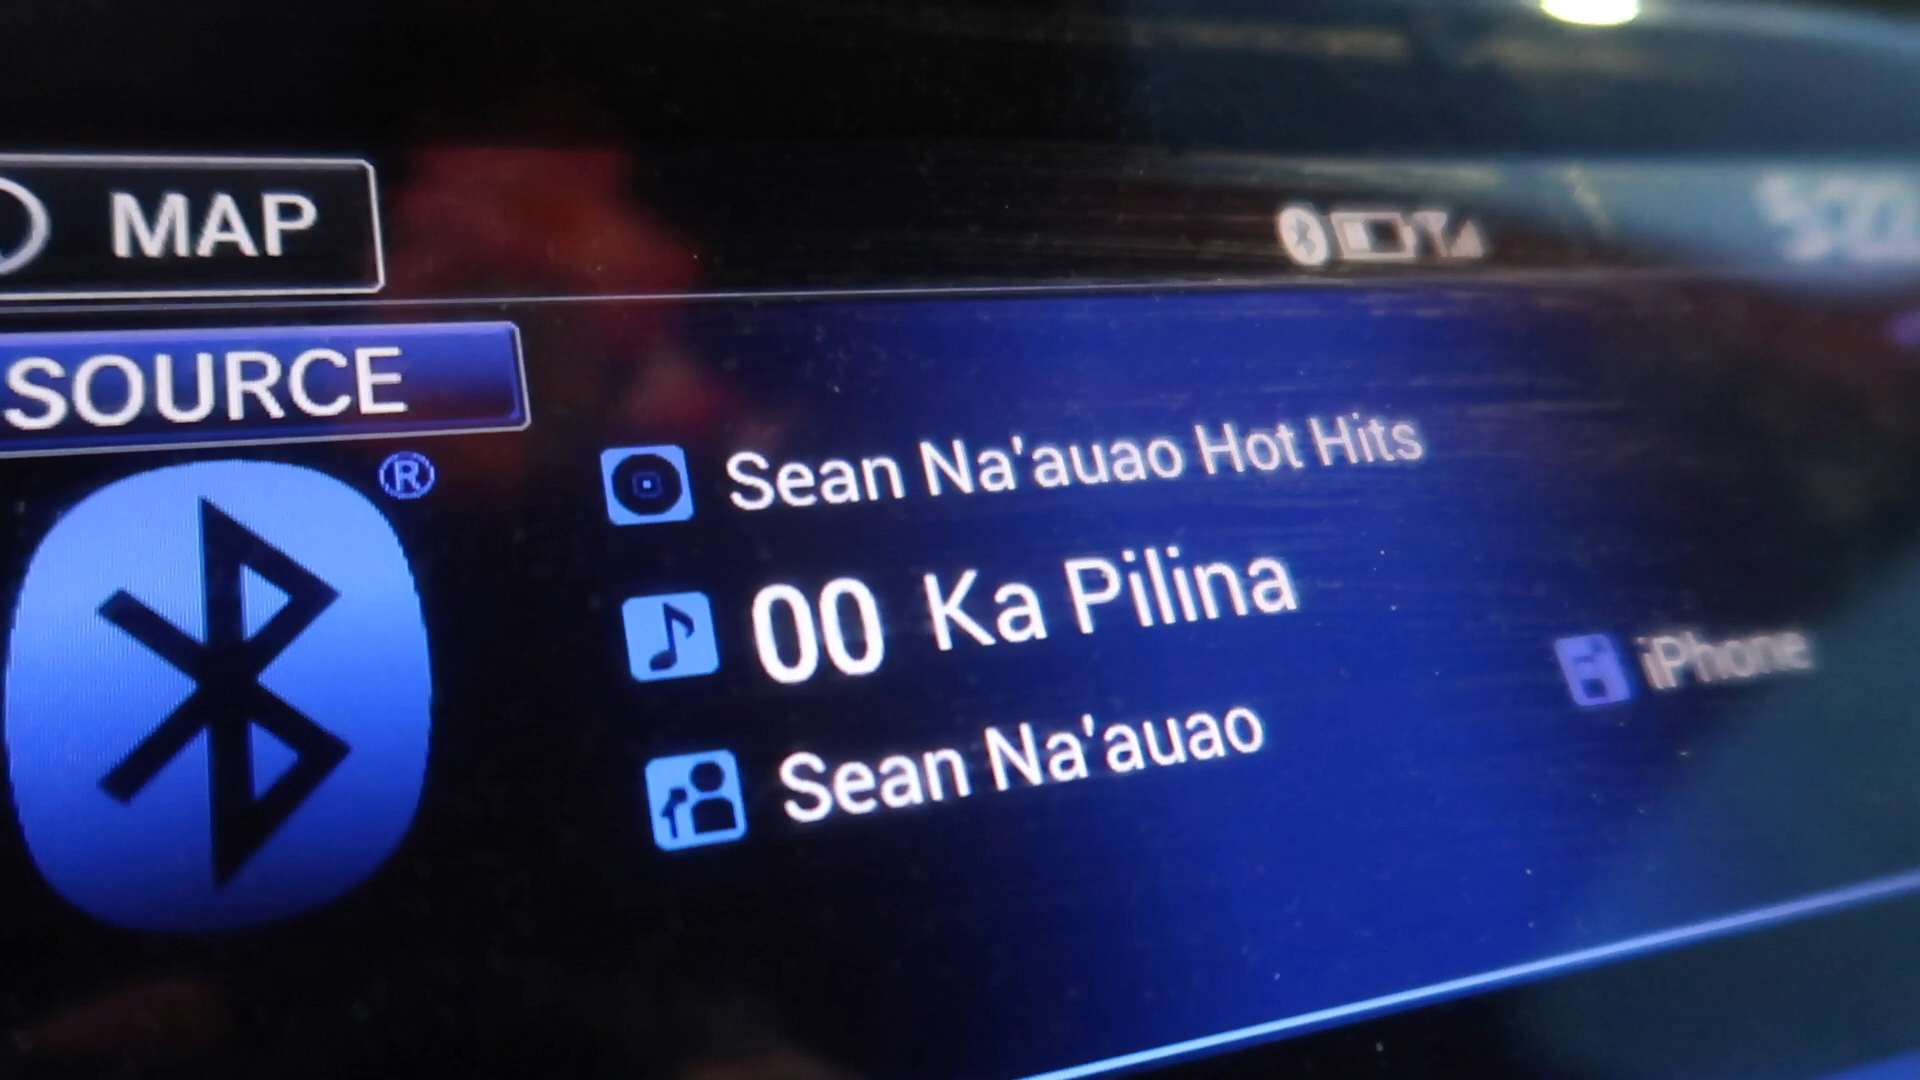 MAP
SOURCE
®
Sean Na'auao Hot Hits
00 Ka Pilina
iPhone
Sean Na'auao